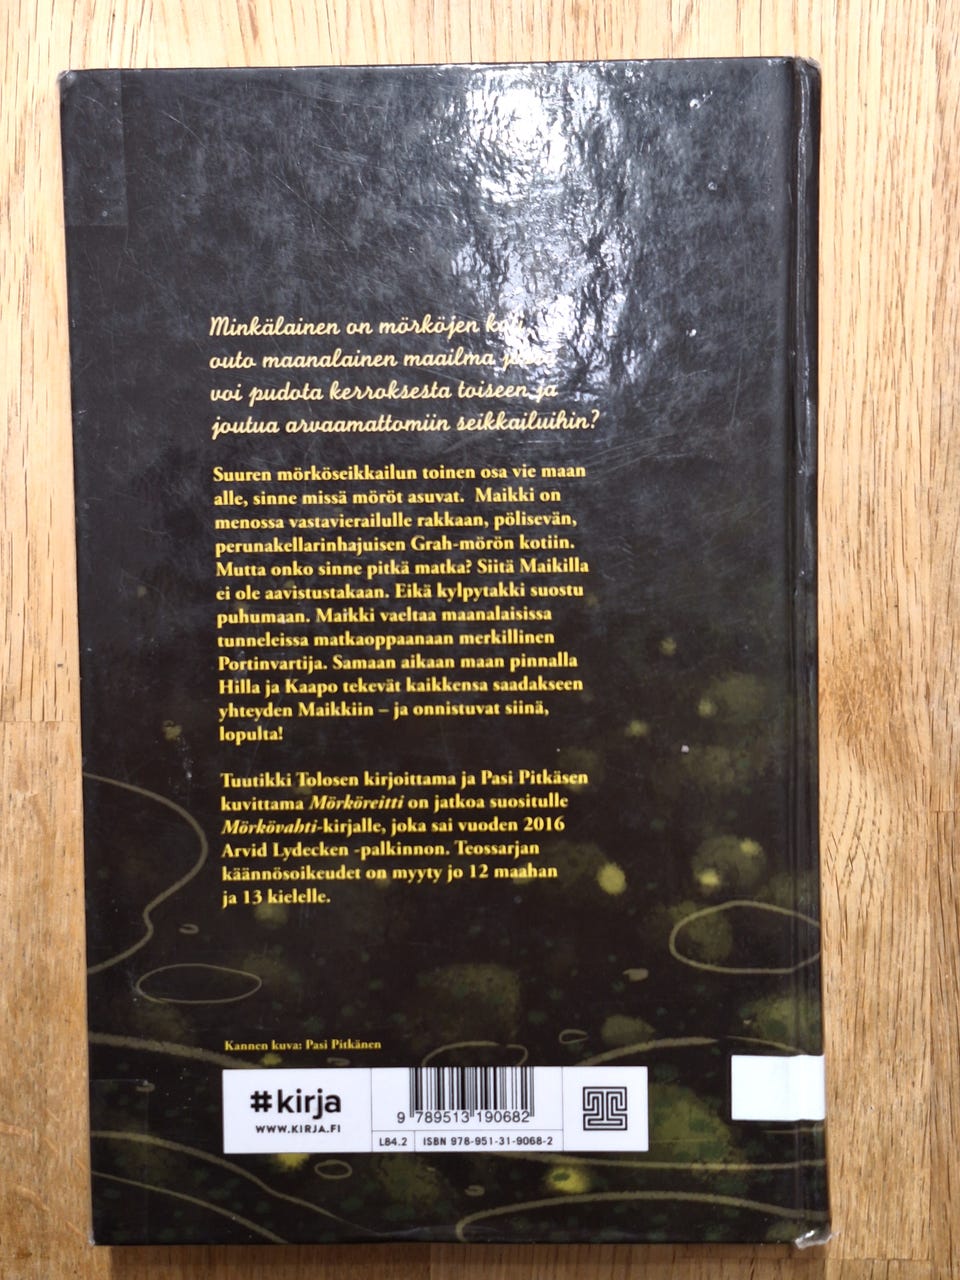 Minkälainen on mörköjen
outo maanalainen maailma
voi pudota kerroksesta toiseen ja
joutua arvaamattomiin seikkailuihin?
Suuren mörköseikkailun toinen osa vie maan
alle, sinne missä möröt asuvat. Maikki on
menossa vastavierailulle rakkaan, pölisevän,
perunakellarinhajuisen Grah-mörön kotiin.
Mutta onko sinne pitkä matka? Siitä Maikilla
ei ole aavistustakaan. Eikä kylpytakki suostu
puhumaan. Maikki vaeltaa maanalaisissa
tunneleissa matkaoppaanaan merkillinen
Portinvartija. Samaan aikaan maan pinnalla
Hilla ja Kaapo tekevät kaikkensa saadakseen
yhteyden Maikkiin – ja onnistuvat siinä,
lopulta!
Tuutikki Tolosen kirjoittama ja Pasi Pitkäsen
kuvittama Mörköreitti on jatkoa suositulle
Mörkövahti-kirjalle, joka sai vuoden 2016
Arvid Lydecken -palkinnon. Teossarjan
käännösoikeudet on myyty jo 12 maahan
ja 13 kielelle.
Kannen kuva: Pasi Pitkänen
#kirja
WWW.KIRJA.FI
9 789513 190682
L84.2 ISBN 978-951-31-9068-2